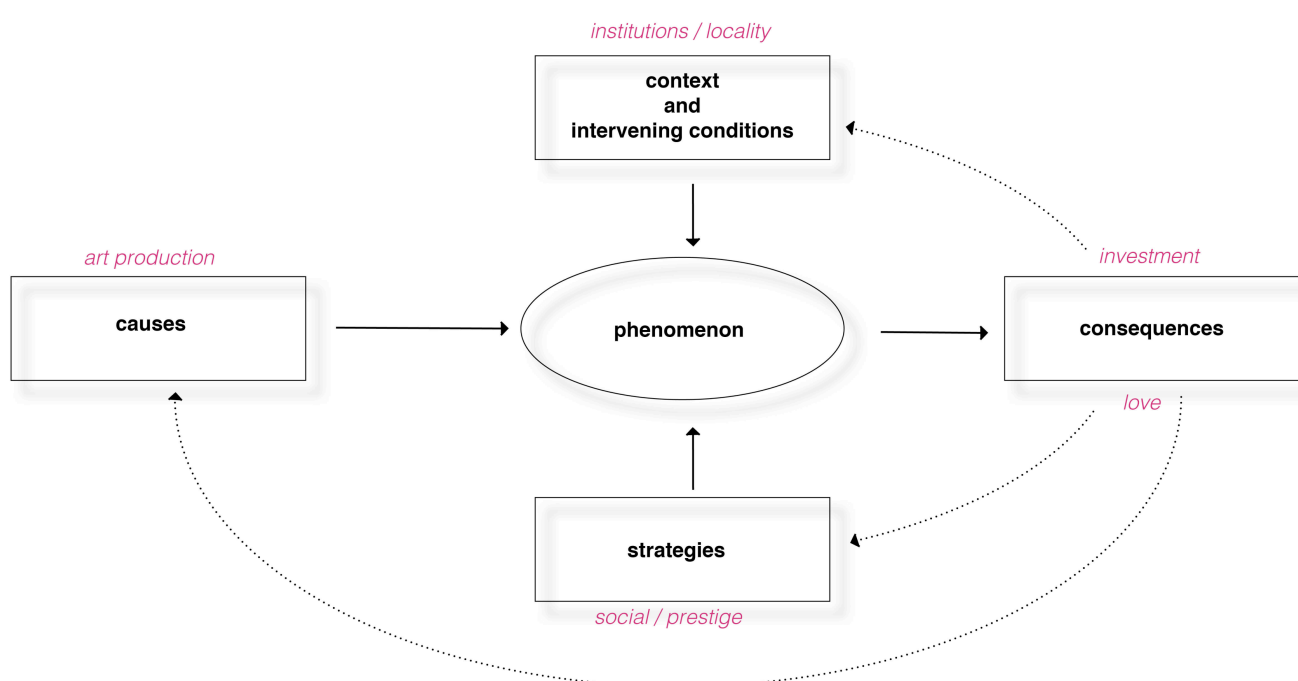 institutions / locality
context
and
intervening conditions
art production
causes
phenomenon
investment
consequences
love
strategies
social / prestige